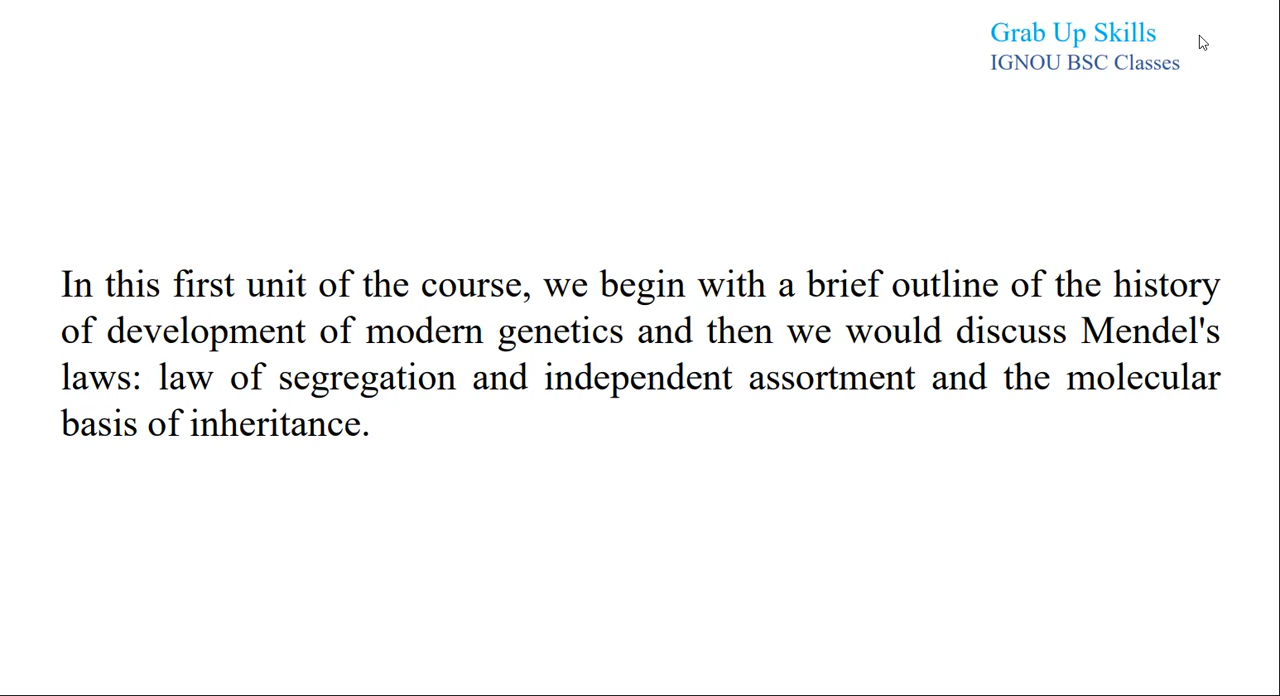 Grab Up Skills
IGNOU BSC Classes
In this first unit of the course, we begin with a brief outline of the history
of development of modern genetics and then we would discuss Mendel's
laws: law of segregation and independent assortment and the molecular
basis of inheritance.